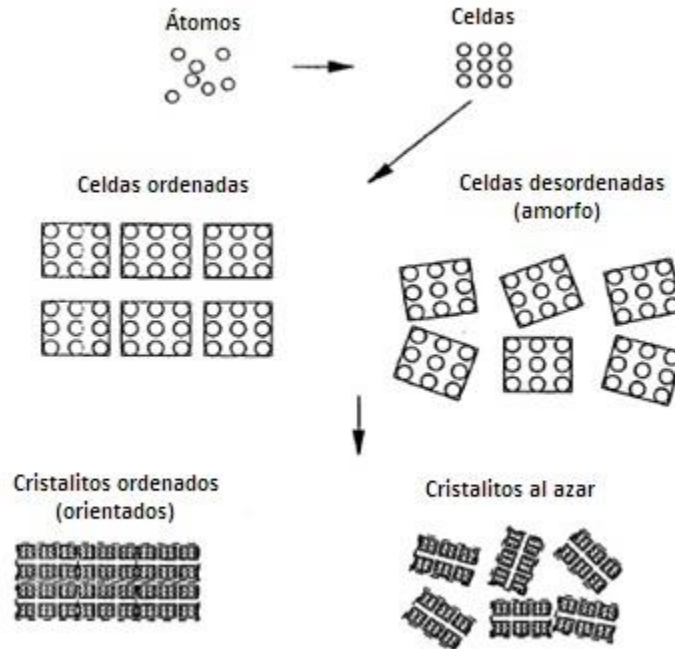 Átomos
Celdas
Celdas ordenadas
Celdas desordenadas
(amorfo)
Cristalitos ordenados
(orientados)
Cristalitos al azar